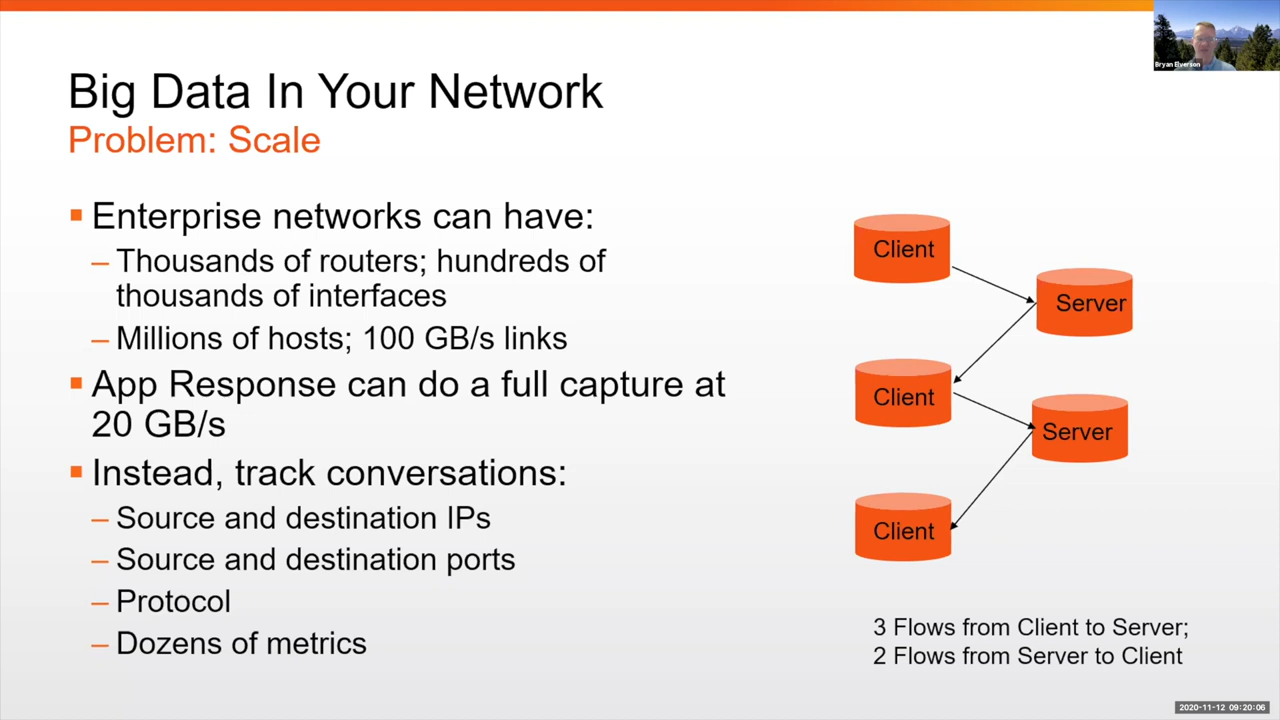 Bryan Elverson
Big Data In Your Network
Problem: Scale
Enterprise networks can have:
– Thousands of routers; hundreds of
thousands of interfaces
– Millions of hosts; 100 GB/s links
App Response can do a full capture at
20 GB/s
Instead, track conversations:
– Source and destination IPs
– Source and destination ports
– Protocol
– Dozens of metrics
Client
Server
Client
Server
Client
3 Flows from Client to Server;
2 Flows from Server to Client
2020-11-12 09:20:06